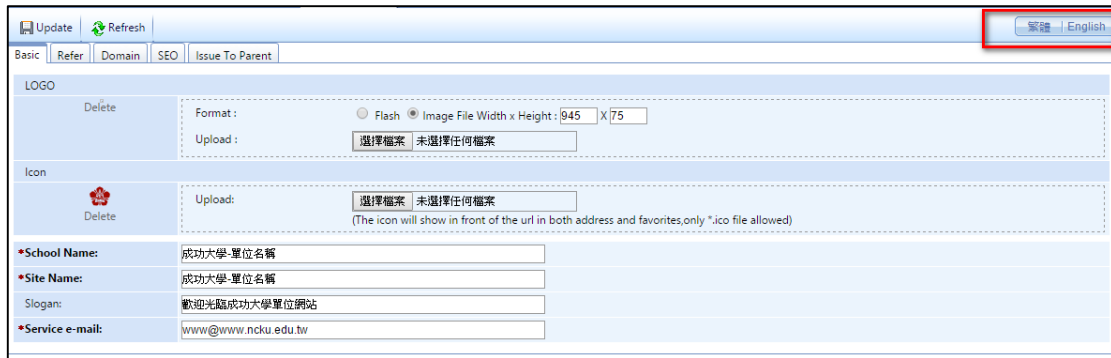 Update Refresh 繁體 | English
Basic Refer Domain SEO Issue To Parent
LOGO
Delete
Format : Flash Image File Width x Height : 945 X 75
Upload : 選擇檔案 未選擇任何檔案
Icon
Delete
Upload: 選擇檔案 未選擇任何檔案
(The icon will show in front of the url in both address and favorites,only *.ico file allowed)
*School Name: 成功大學-單位名稱
*Site Name: 成功大學-單位名稱
Slogan: 歡迎光臨成功大學單位網站
*Service e-mail: www@www.ncku.edu.tw